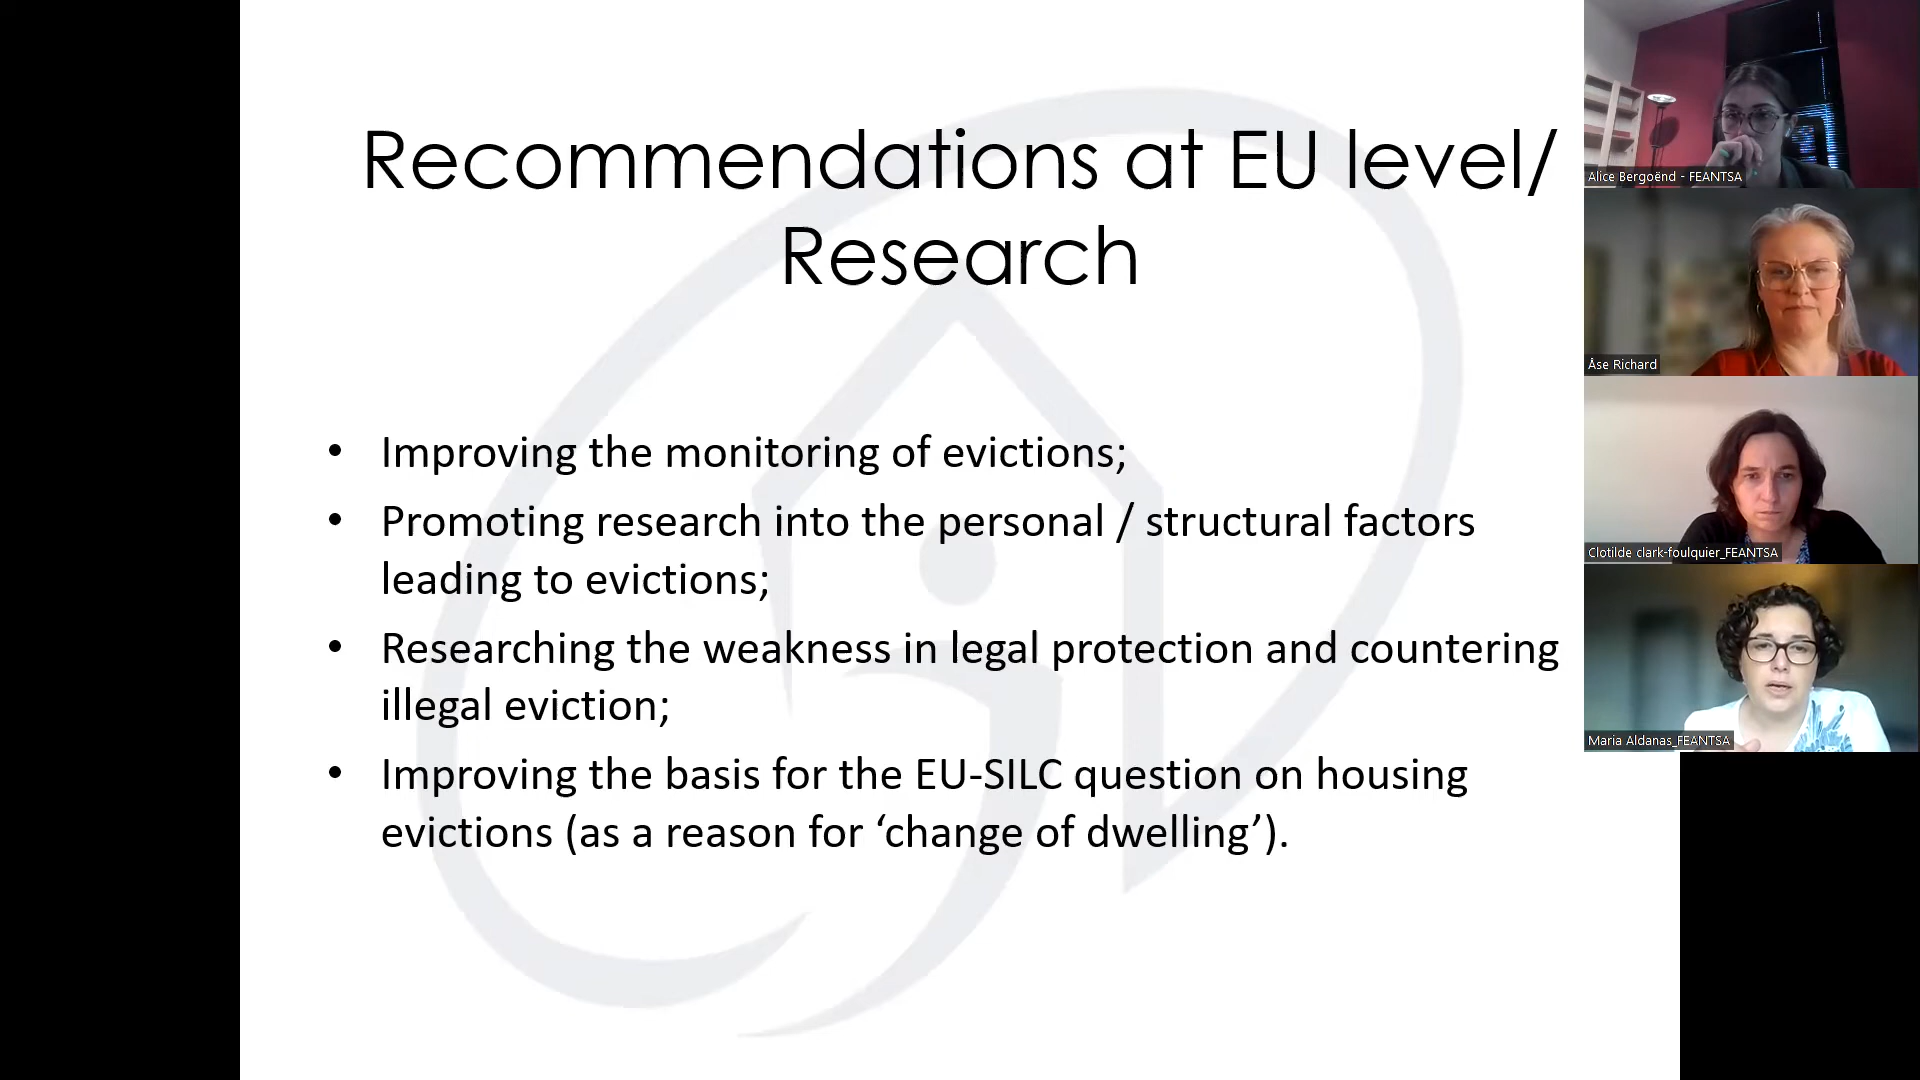 Recommendations at EU level/
Research
• Improving the monitoring of evictions;
• Promoting research into the personal / structural factors
leading to evictions;
• Researching the weakness in legal protection and countering
illegal eviction;
• Improving the basis for the EU-SILC question on housing
evictions (as a reason for ‘change of dwelling’).
Alice Bergoënd - FEANTSA
Åse Richard
Clotilde clark-foulquier_FEANTSA
Maria Aldanas_FEANTSA